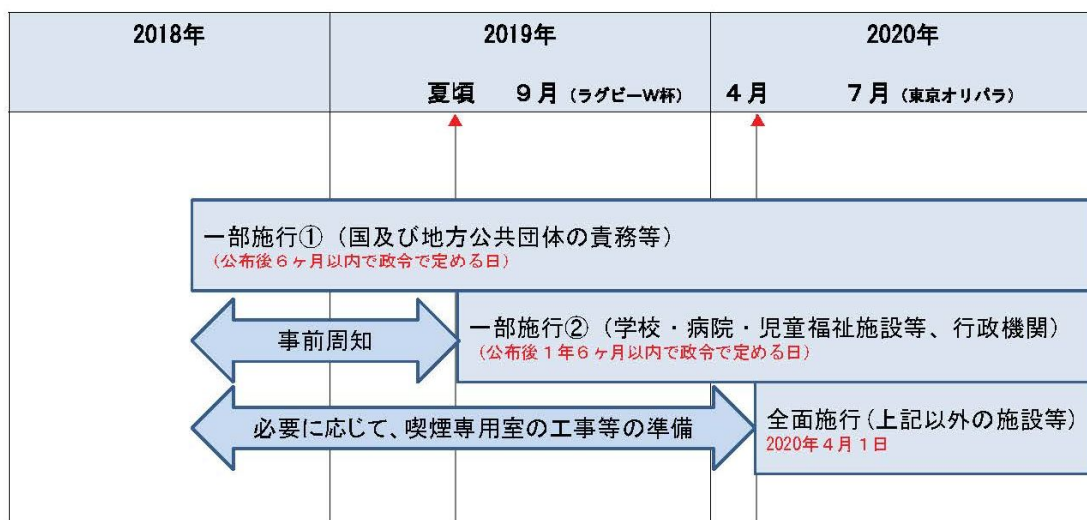 2018年
2019年
2020年
夏頃 9月(ラグビーW杯)
4月 7月(東京オリパラ)
一部施行①(国及び地方公共団体の責務等)
(公布後6ヶ月以内で政令で定める日)
事前周知
一部施行②(学校・病院・児童福祉施設等、行政機関)
(公布後1年6ヶ月以内で政令で定める日)
必要に応じて、喫煙専用室の工事等の準備
全面施行(上記以外の施設等)
2020年4月1日